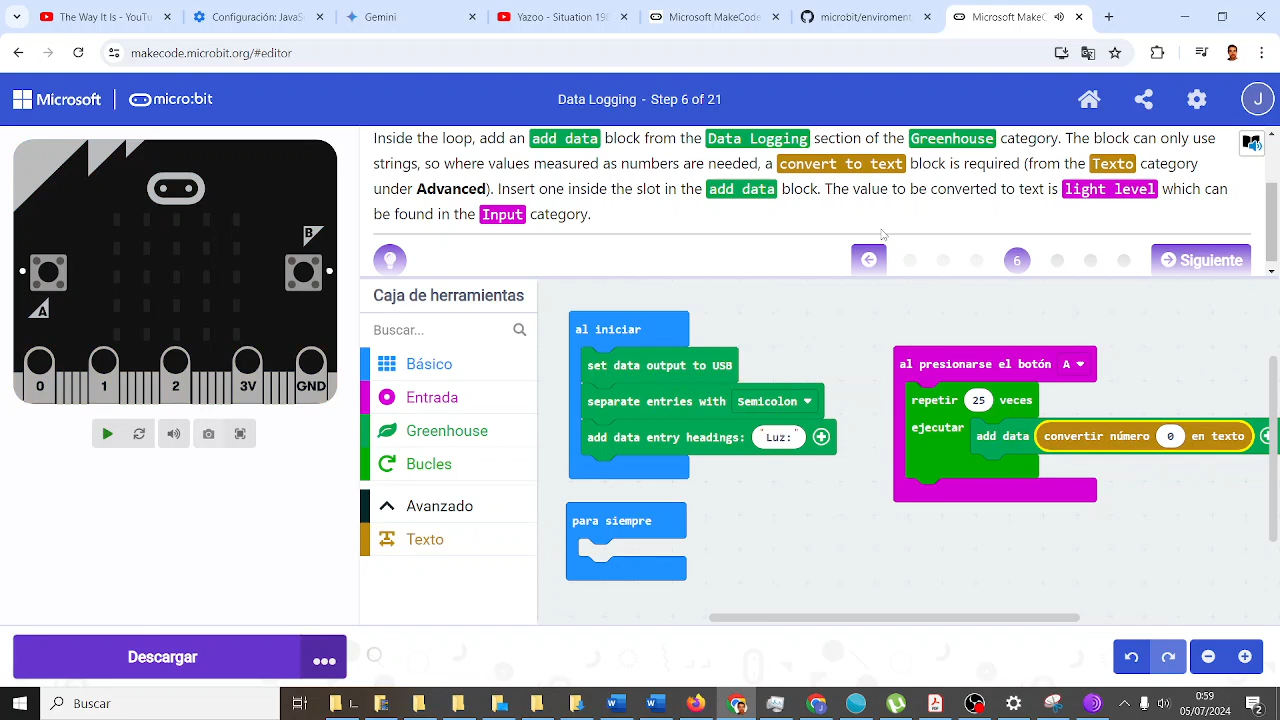 The Way It Is - YouT
Configuración: JavaS
Gemini
Yazoo - Situation 198
Microsoft MakeCode
microbit/enviroment
Microsoft MakeC
makecode.microbit.org/#editor
Microsoft micro:bit
Data Logging - Step 6 of 21
J
Inside the loop, add an add data block from the Data Logging section of the Greenhouse category. The block can only use
strings, so where values measured as numbers are needed, a convert to text block is required (from the Texto category
under Advanced). Insert one inside the slot in the add data block. The value to be converted to text is light level which can
be found in the Input category.
6
Siguiente
B
A
0 1 2 3V GND
Caja de herramientas
Buscar...
Básico
Entrada
Greenhouse
Bucles
Avanzado
Texto
al iniciar
set data output to USB
separate entries with Semicolon
add data entry headings: "Luz:"
para siempre
al presionarse el botón A
repetir 25 veces
ejecutar add data convertir número 0 en texto
Descargar
Buscar
0:59
05/07/2024
2